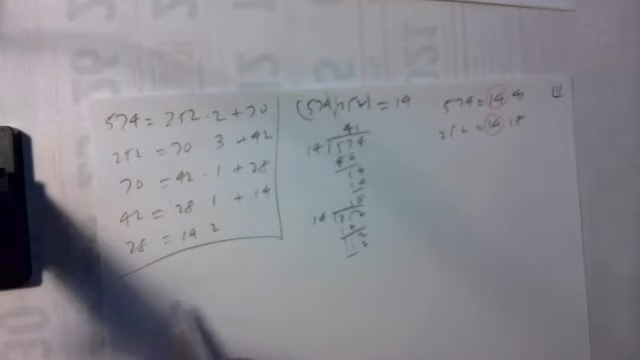 574 = 252 · 2 + 70
252 = 70 3 + 42
70 = 42 · 1 + 28
42 = 28 1 + 14
28 = 14 2
(574, 252) = 14
41
14 574
56
14
14
18
14 252
14
574 = 14 41
252 = 14 18